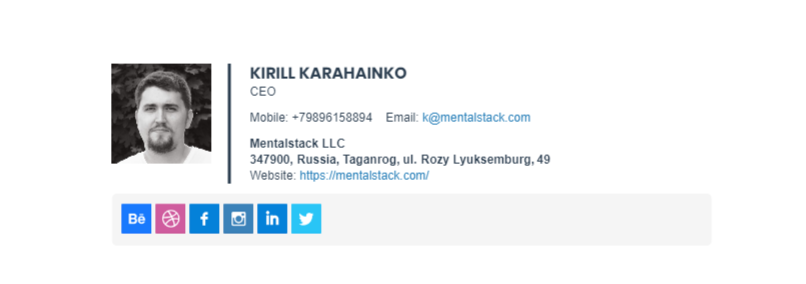 KIRILL KARAHAINKO
CEO
Mobile: +79896158894 Email: k@mentalstack.com
Mentalstack LLC
347900, Russia, Taganrog, ul. Rozy Lyuksemburg, 49
Website: https://mentalstack.com/
Bē f in